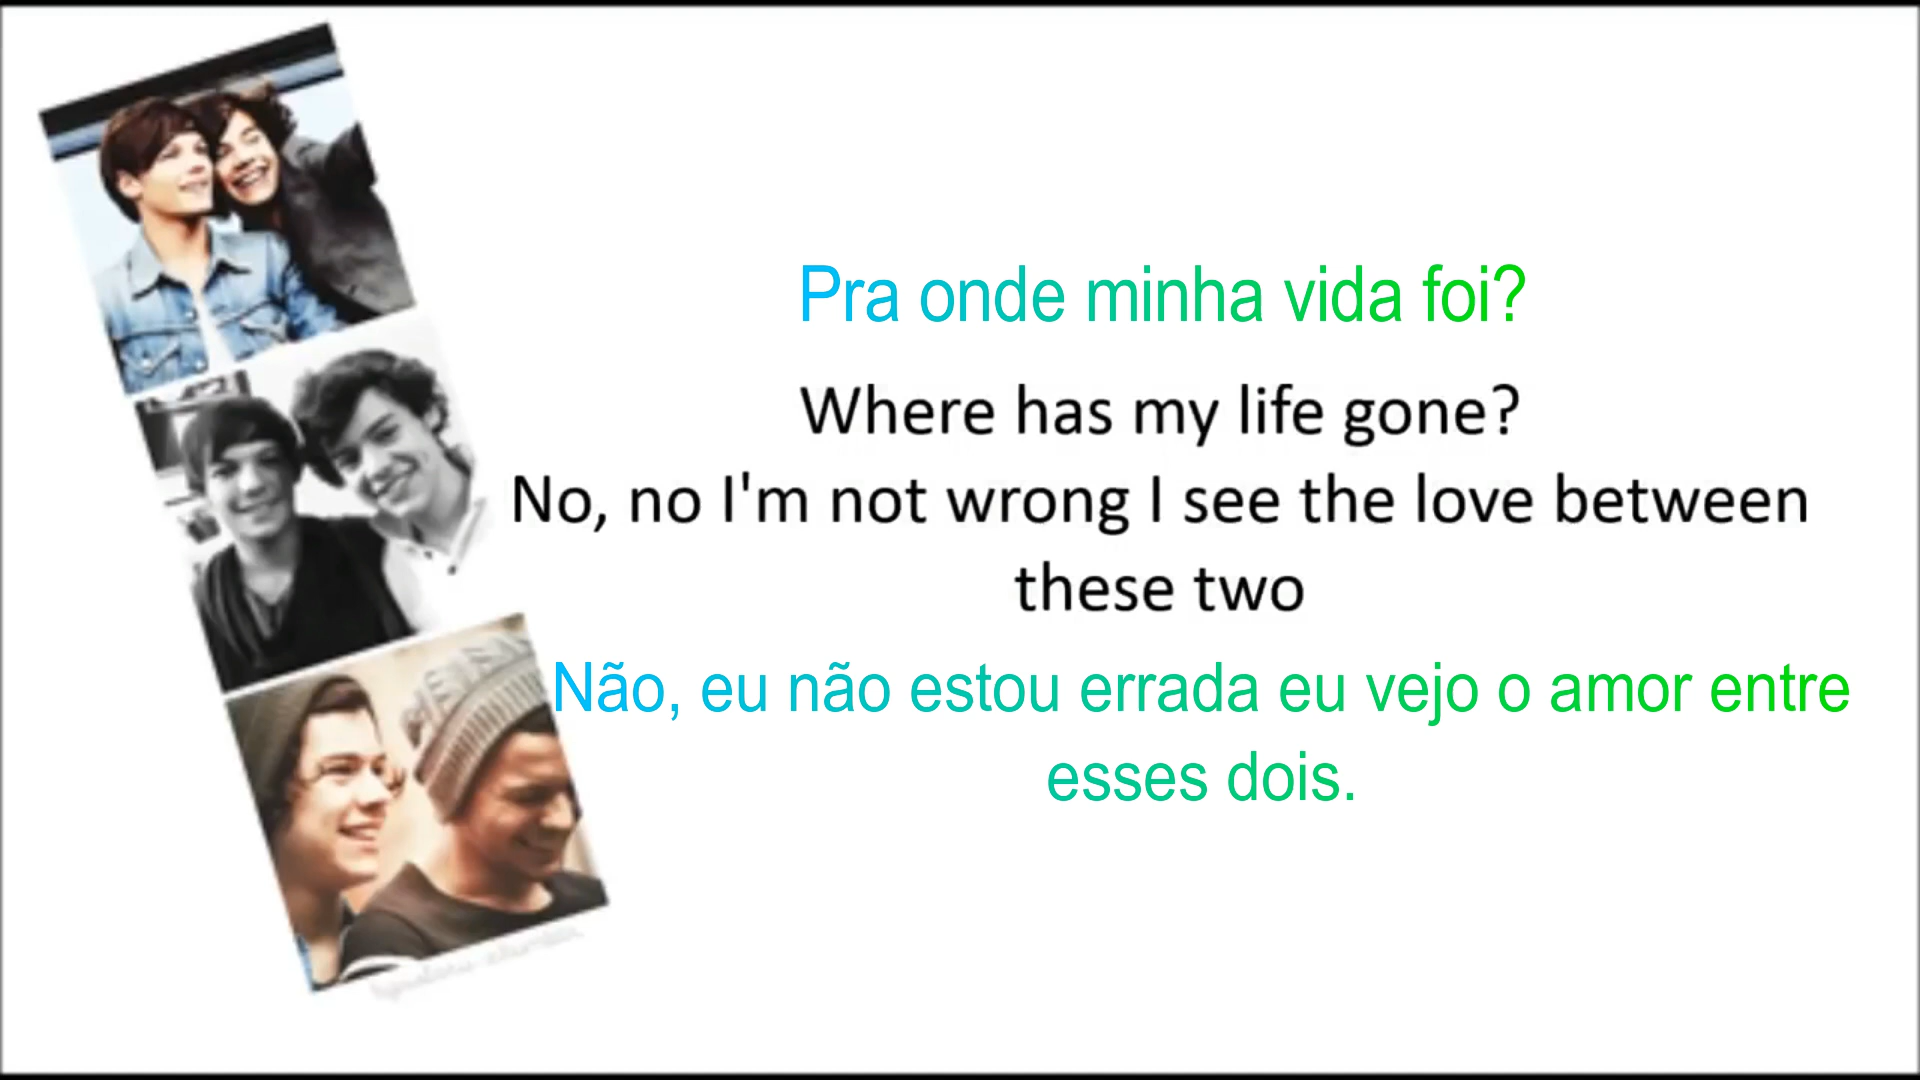 Pra onde minha vida foi?
Where has my life gone?
No, no I'm not wrong I see the love between
these two
Não, eu não estou errada eu vejo o amor entre
esses dois.